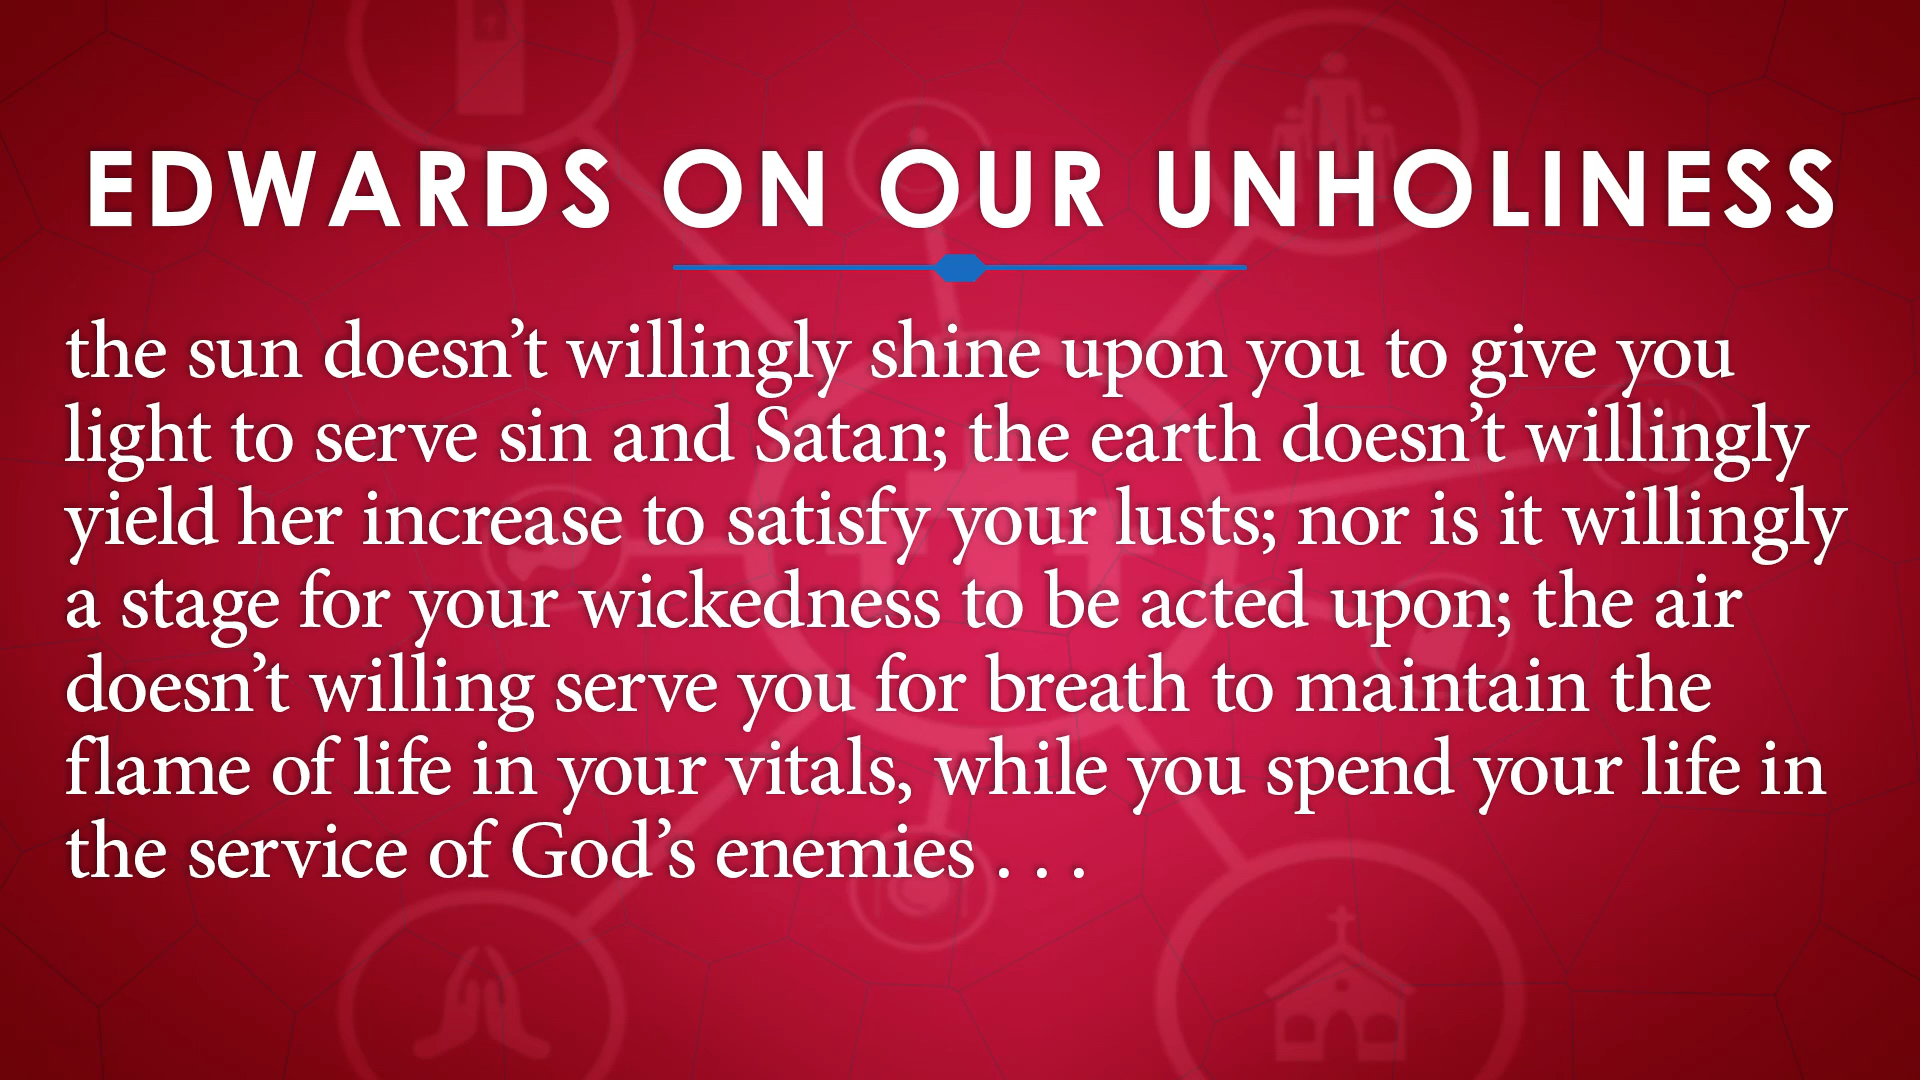 EDWARDS ON OUR UNHOLINESS
the sun doesn’t willingly shine upon you to give you
light to serve sin and Satan; the earth doesn’t willingly
yield her increase to satisfy your lusts; nor is it willingly
a stage for your wickedness to be acted upon; the air
doesn’t willing serve you for breath to maintain the
flame of life in your vitals, while you spend your life in
the service of God’s enemies . . .